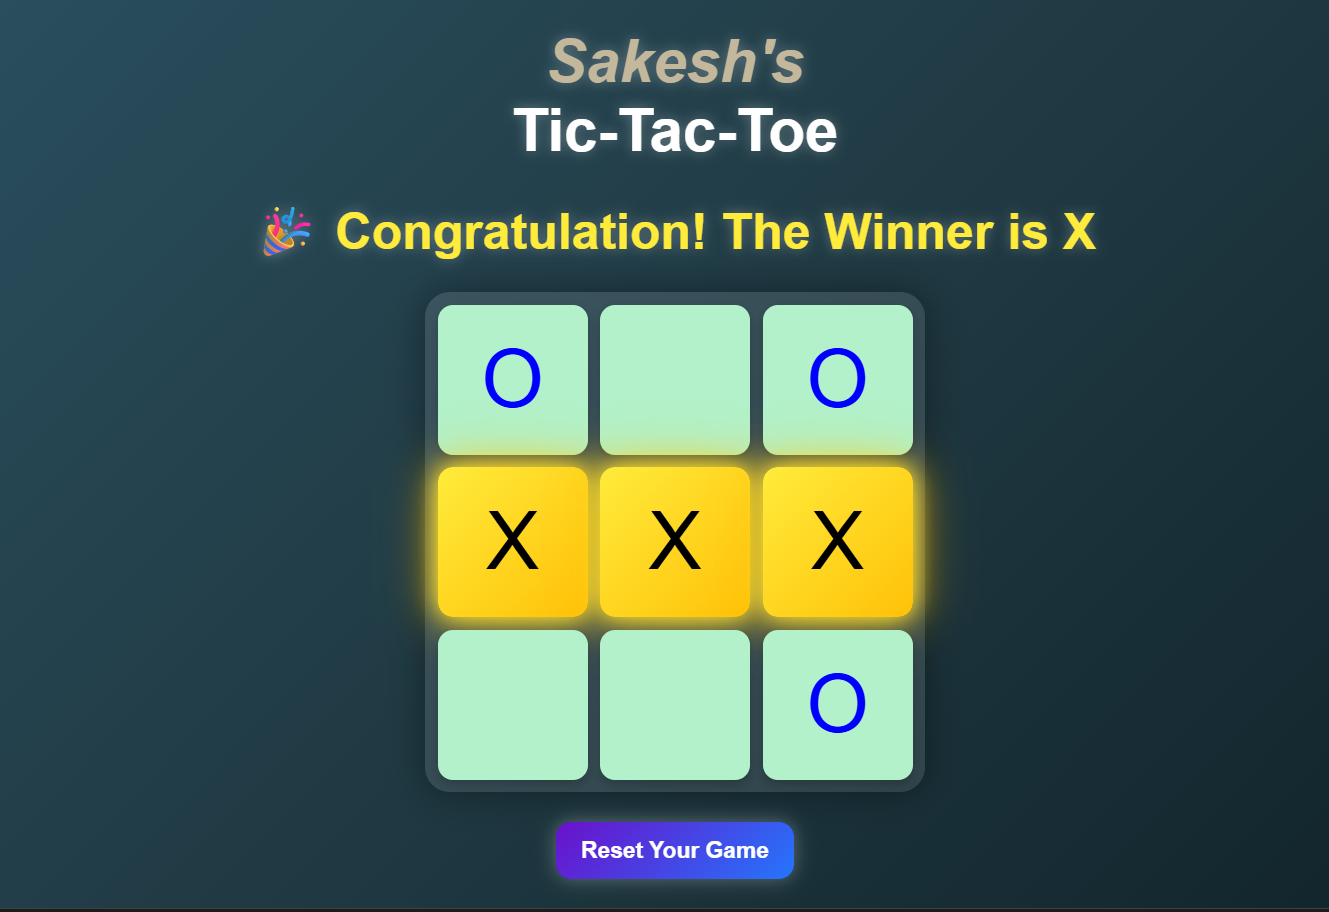 Sakesh's
Tic-Tac-Toe
🎉 Congratulation! The Winner is X
O O
X X X
O
Reset Your Game